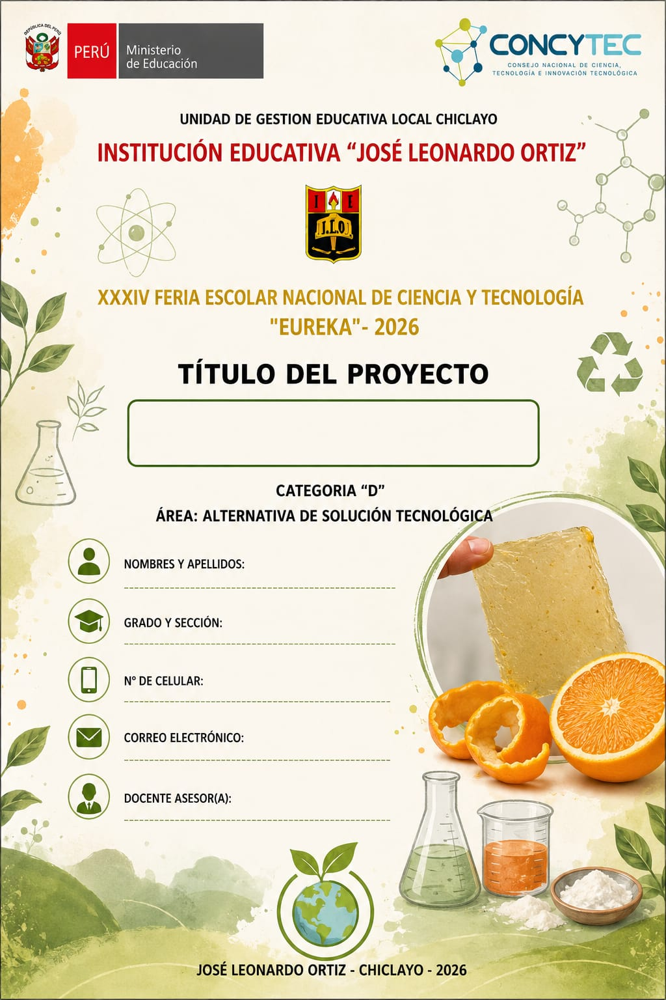 REPÚBLICA DEL PERÚ
PERÚ
Ministerio
de Educación
CONCYTEC
CONSEJO NACIONAL DE CIENCIA,
TECNOLOGÍA E INNOVACIÓN TECNOLÓGICA
UNIDAD DE GESTION EDUCATIVA LOCAL CHICLAYO
INSTITUCIÓN EDUCATIVA “JOSÉ LEONARDO ORTIZ”
I E
J.L.O.
XXXIV FERIA ESCOLAR NACIONAL DE CIENCIA Y TECNOLOGÍA
"EUREKA"- 2026
TÍTULO DEL PROYECTO
CATEGORIA “D”
ÁREA: ALTERNATIVA DE SOLUCIÓN TECNOLÓGICA
NOMBRES Y APELLIDOS:
GRADO Y SECCIÓN:
Nº DE CELULAR:
CORREO ELECTRÓNICO:
DOCENTE ASESOR(A):
JOSÉ LEONARDO ORTIZ - CHICLAYO - 2026